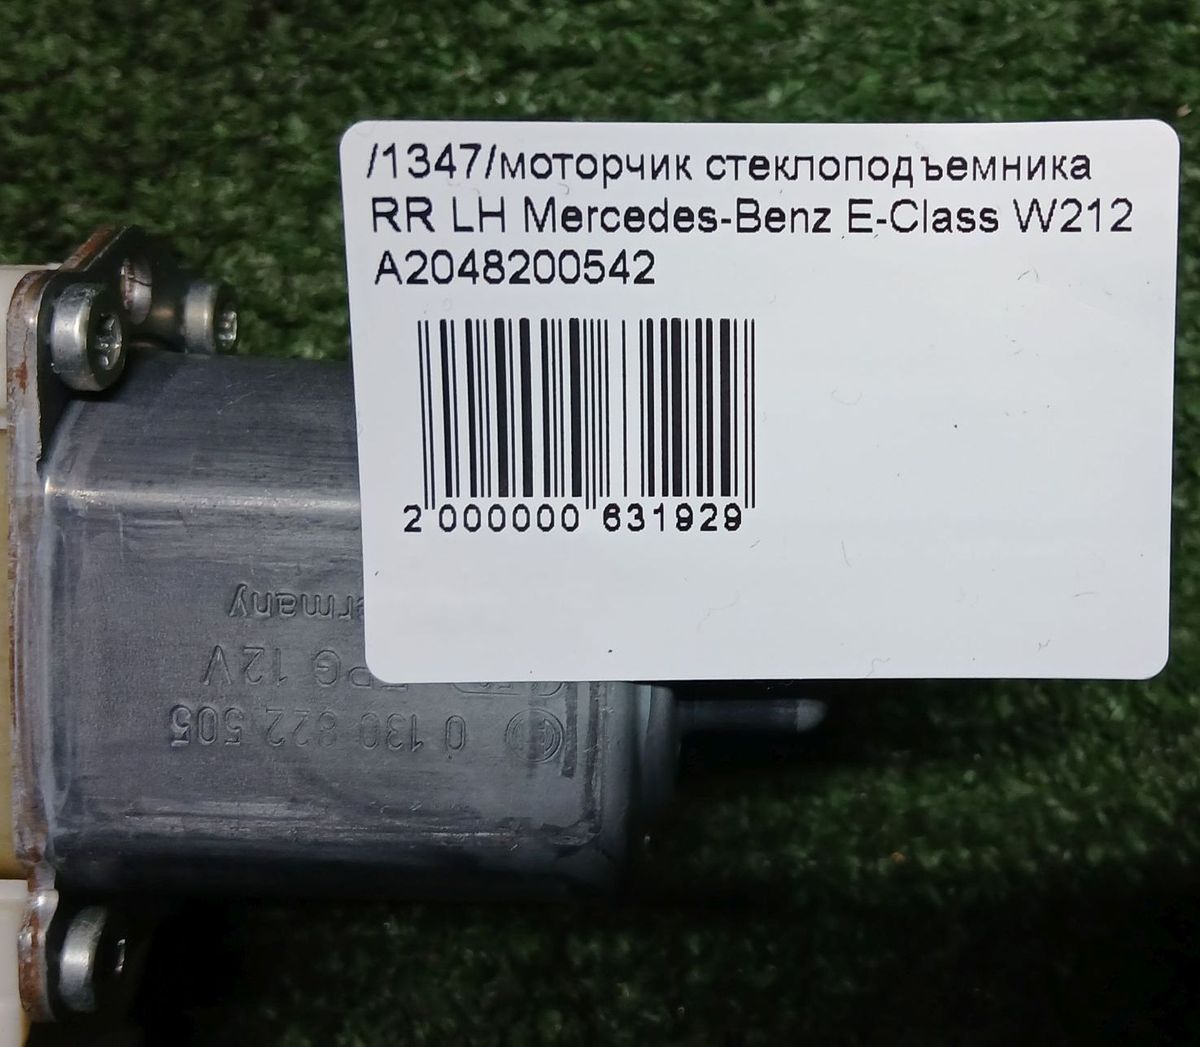 /1347/моторчик стеклоподъемника
RR LH Mercedes-Benz E-Class W212
A2048200542
2 000000 631929
0 130 822 505
12V